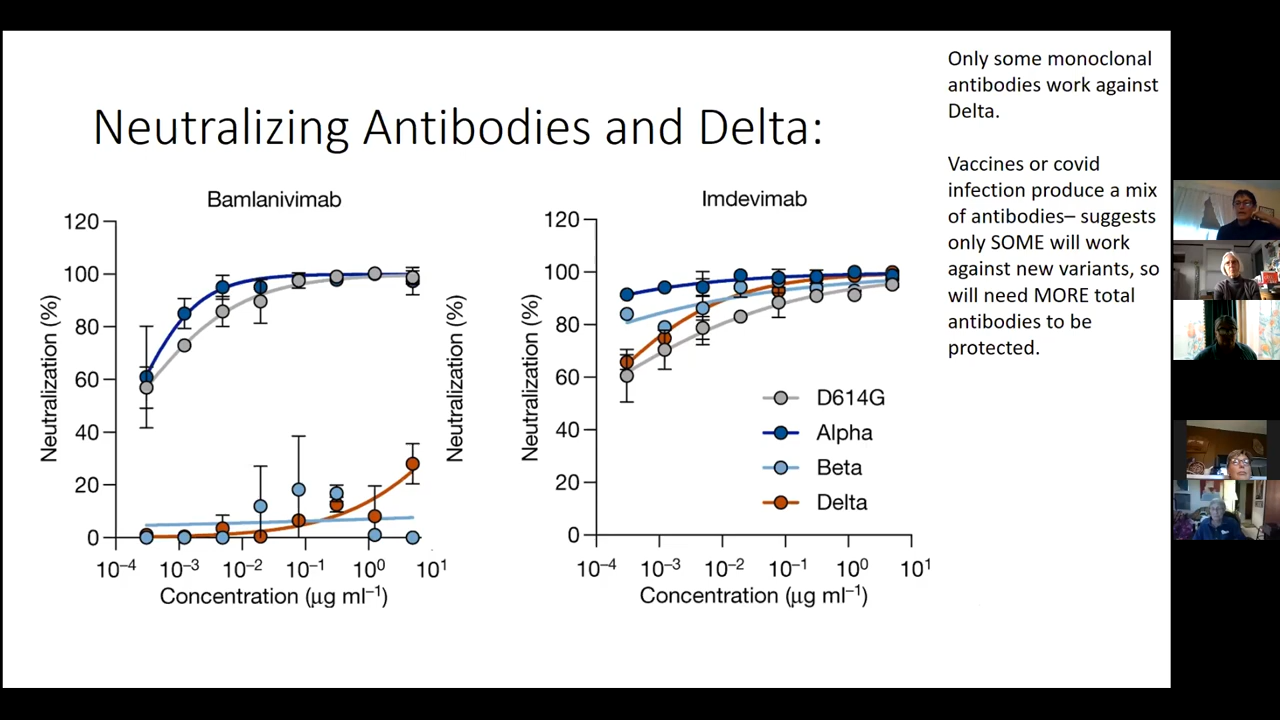 Neutralizing Antibodies and Delta:
Only some monoclonal
antibodies work against
Delta.
Vaccines or covid
infection produce a mix
of antibodies– suggests
only SOME will work
against new variants, so
will need MORE total
antibodies to be
protected.
Bamlanivimab
Neutralization (%)
120
100
80
60
40
20
0
10⁻⁴ 10⁻³ 10⁻² 10⁻¹ 10⁰ 10¹
Concentration (μg ml⁻¹)
Neutralization (%)
Imdevimab
Neutralization (%)
120
100
80
60
40
20
0
10⁻⁴ 10⁻³ 10⁻² 10⁻¹ 10⁰ 10¹
Concentration (μg ml⁻¹)
D614G
Alpha
Beta
Delta